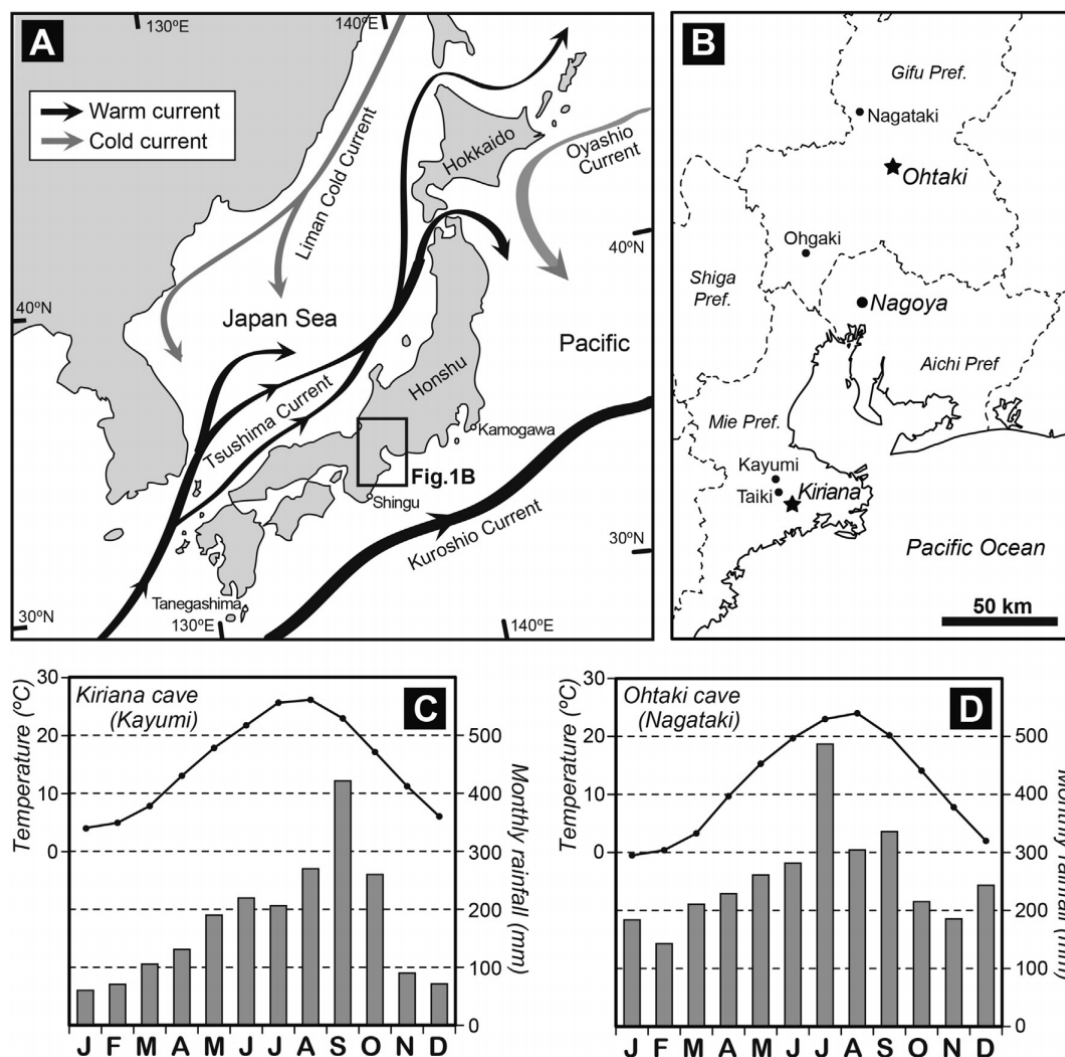 A
130ºE
140ºE
Warm current
Cold current
Liman Cold Current
Hokkaido
Oyashio
Current
40ºN
40ºN
Japan Sea
Pacific
Honshu
Tsushima Current
Kamogawa
Fig.1B
Shingu
Kuroshio Current
30ºN
Tanegashima
30ºN
130ºE
140ºE
B
Gifu Pref.
Nagataki
Ohtaki
Ohgaki
Shiga
Pref.
Nagoya
Aichi Pref
Mie Pref.
Kayumi
Taiki
Kiriana
Pacific Ocean
50 km
C
Kiriana cave
(Kayumi)
Temperature (ºC)
30
20
10
0
Monthly rainfall (mm)
500
400
300
200
100
0
J F M A M J J A S O N D
D
Ohtaki cave
(Nagataki)
Temperature (ºC)
30
20
10
0
Monthly rainfall (mm)
500
400
300
200
100
0
J F M A M J J A S O N D